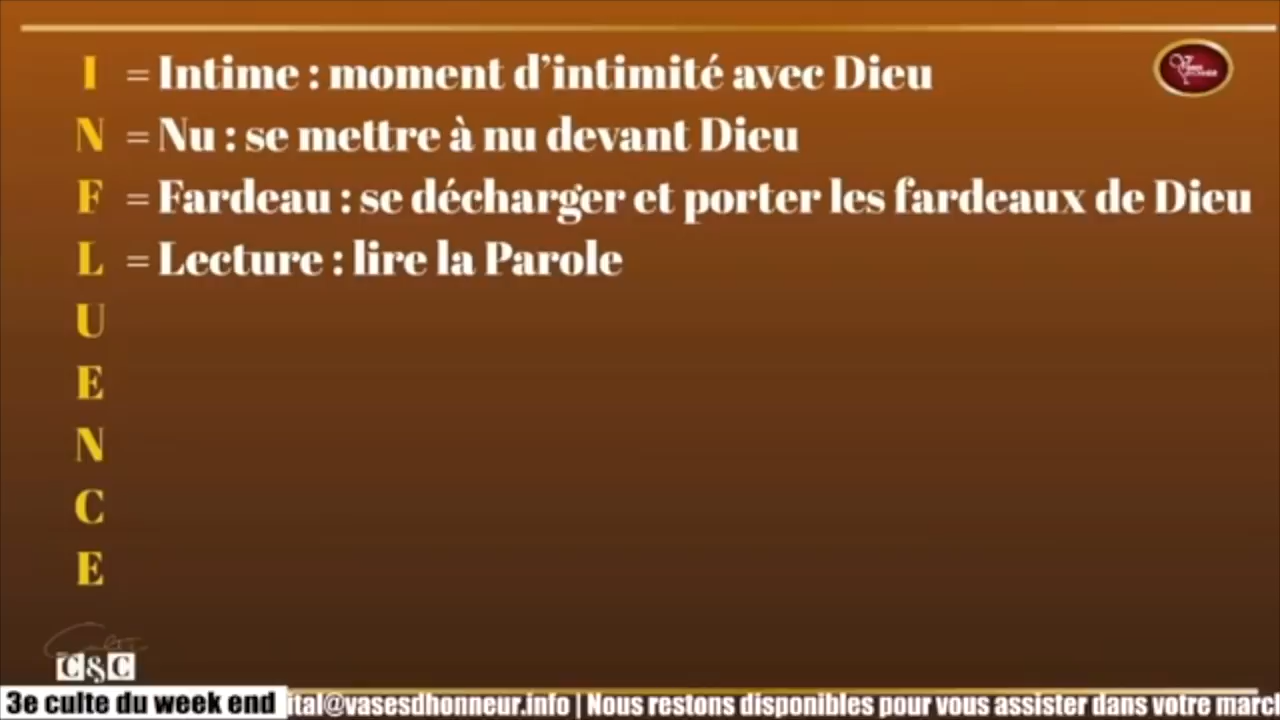 I = Intime : moment d’intimité avec Dieu
N = Nu : se mettre à nu devant Dieu
F = Fardeau : se décharger et porter les fardeaux de Dieu
L = Lecture : lire la Parole
U
E
N
C
E
C&C
3e culte du week end ital@vasesdhonneur.info | Nous restons disponibles pour vous assister dans votre marc